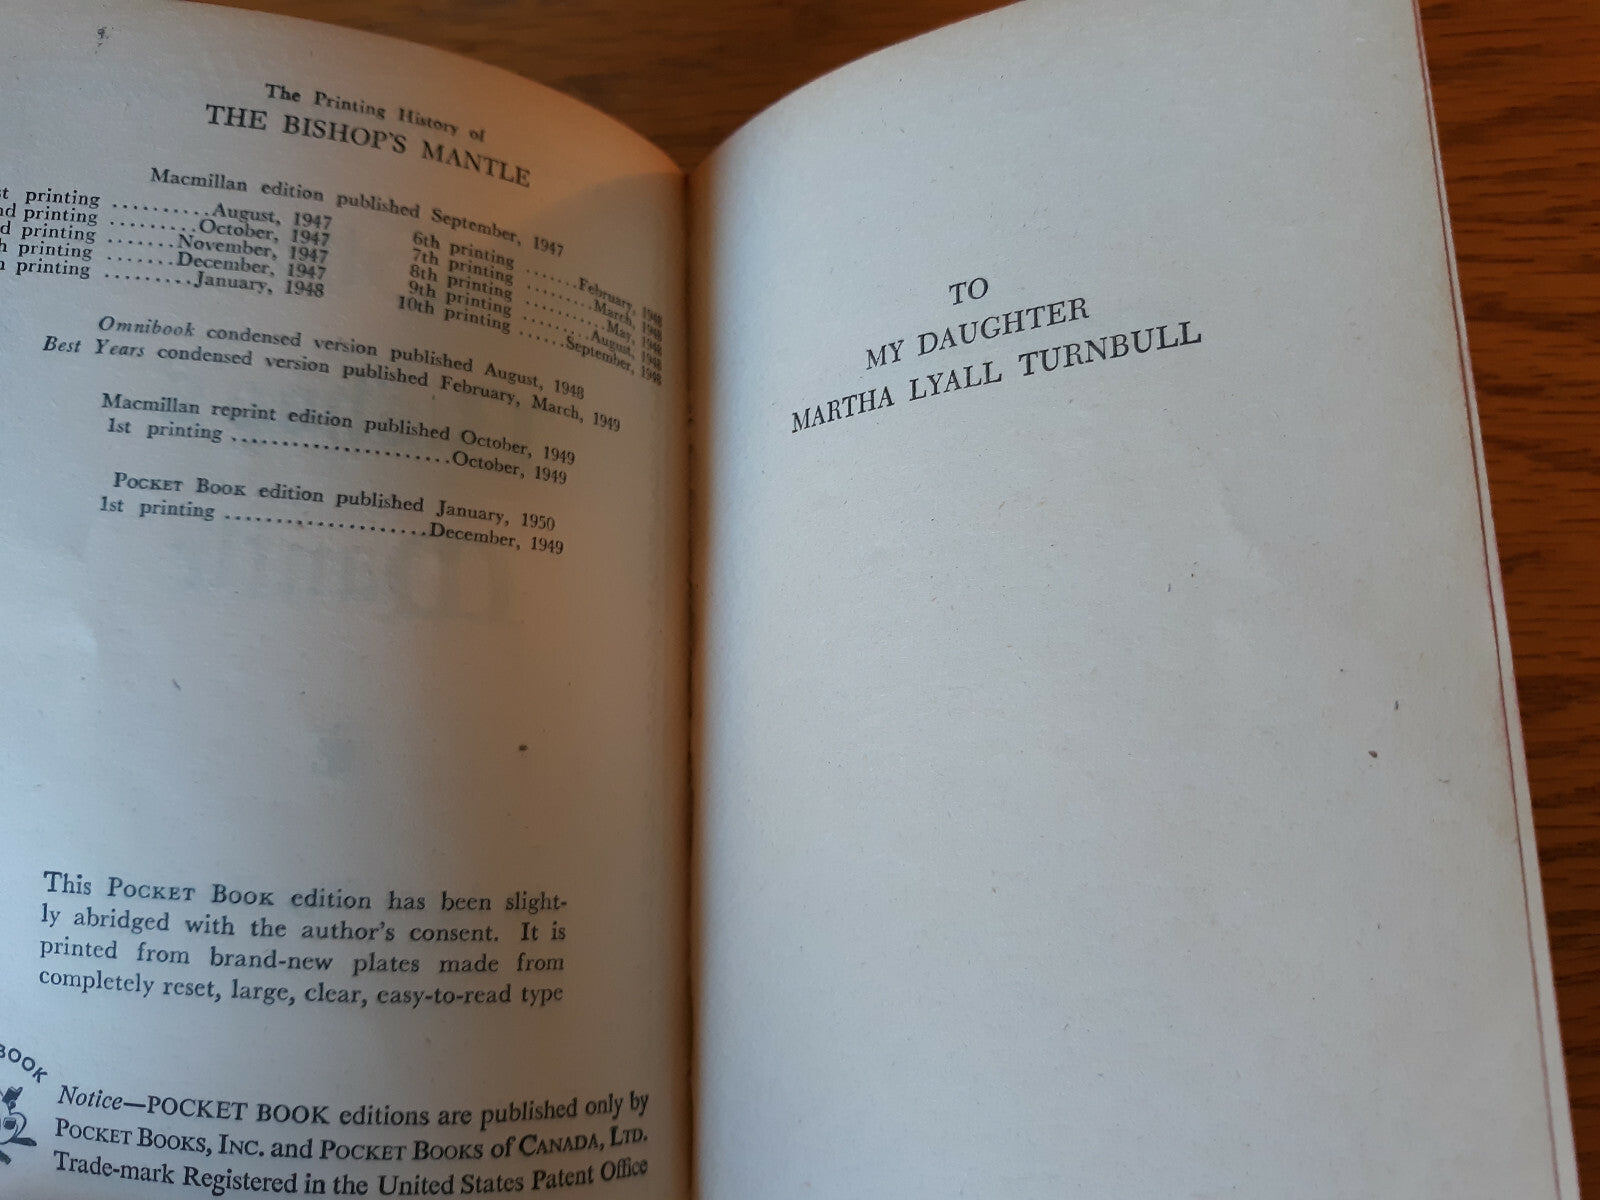 The Printing History of
THE BISHOP'S MANTLE
Macmillan edition published September, 1947
printing ..........August, 1947
printing .........October, 1947
printing .......November, 1947
printing .......December, 1947
printing .........January, 1948
6th printing .......February, 1948
7th printing .........March, 1948
8th printing ...........May, 1948
9th printing ........August, 1948
10th printing ......September, 1948
Omnibook condensed version published August, 1948
Best Years condensed version published February, March, 1949
Macmillan reprint edition published October, 1949
1st printing ......................October, 1949
POCKET BOOK edition published January, 1950
1st printing ....................December, 1949
This POCKET BOOK edition has been slight-
ly abridged with the author's consent. It is
printed from brand-new plates made from
completely reset, large, clear, easy-to-read type
BOOK
Notice—POCKET BOOK editions are published only by
POCKET BOOKS, INC. and POCKET BOOKS of CANADA, LTD.
Trade-mark Registered in the United States Patent Office
TO
MY DAUGHTER
MARTHA LYALL TURNBULL